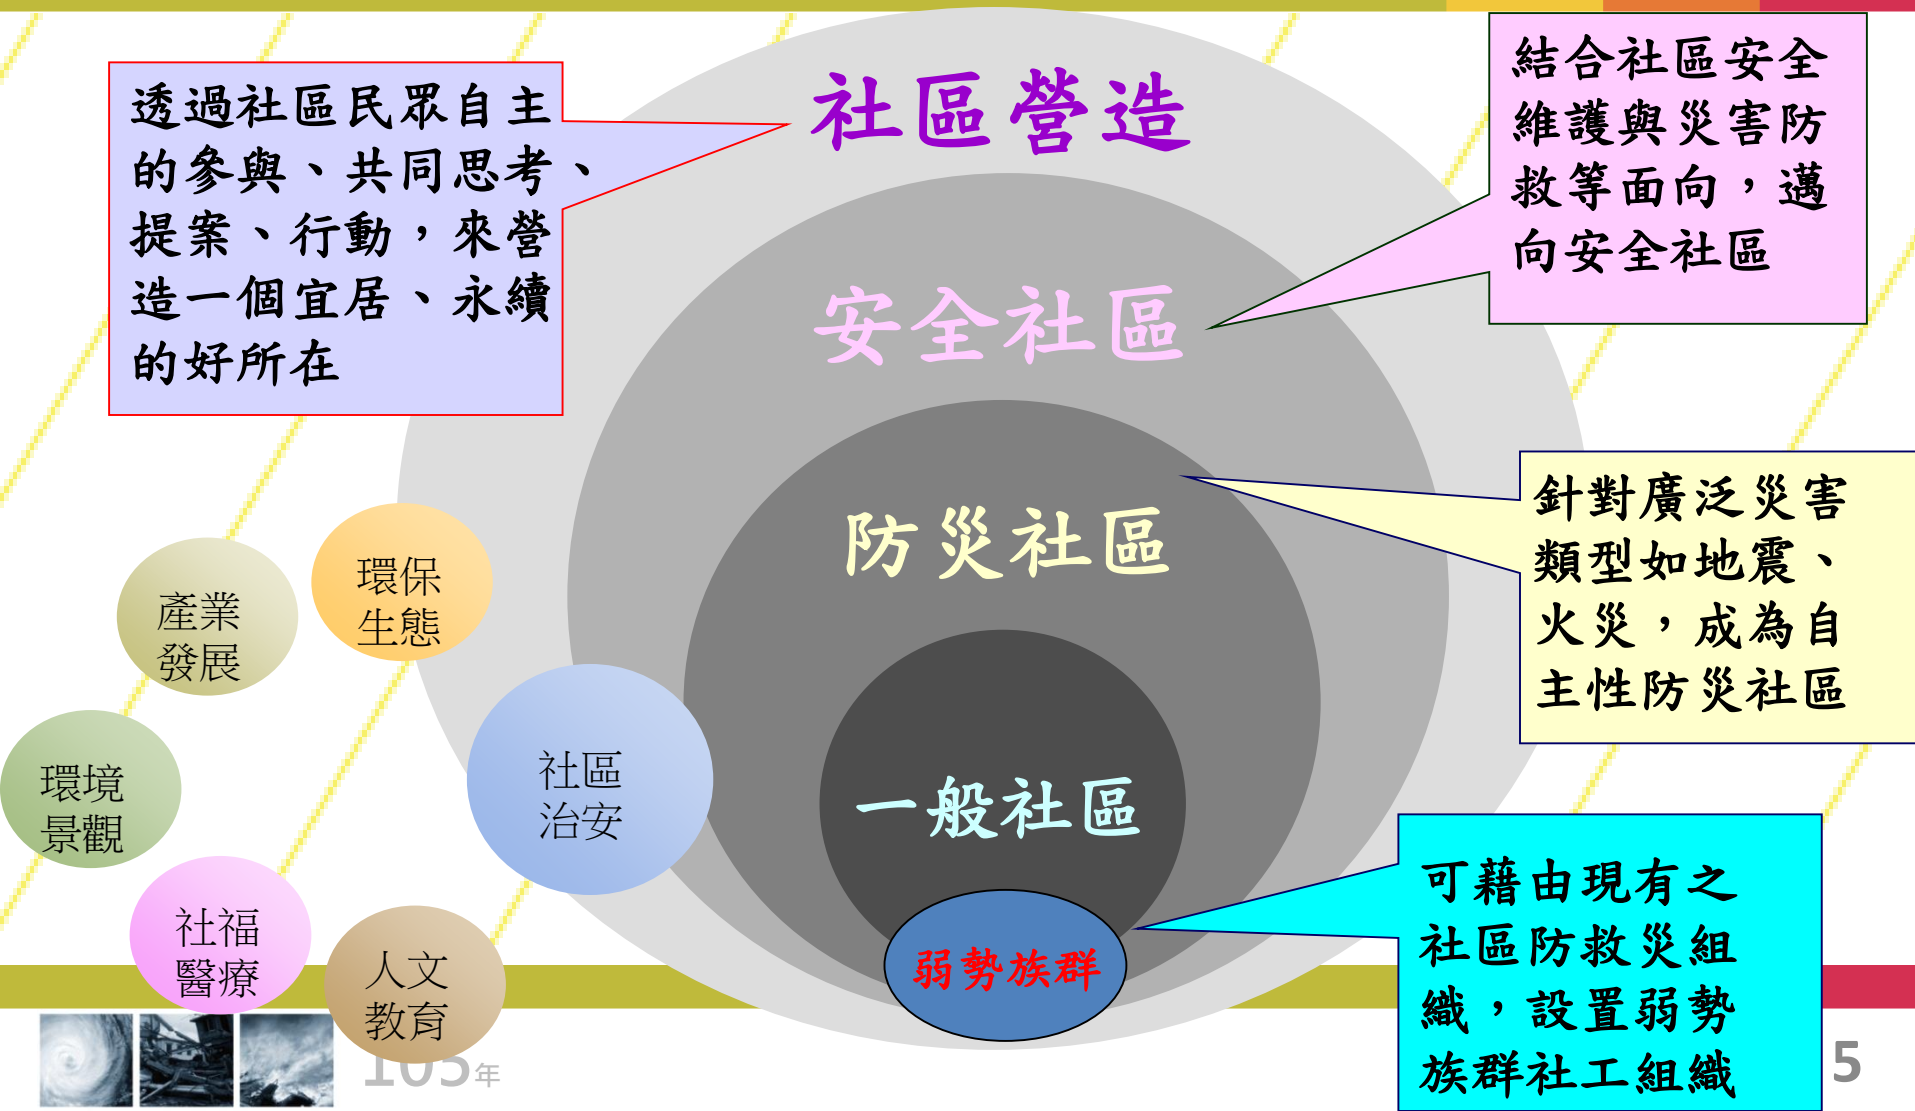 社區營造
透過社區民眾自主
的參與、共同思考、
提案、行動，來營
造一個宜居、永續
的好所在
結合社區安全
維護與災害防
救等面向，邁
向安全社區
安全社區
防災社區
針對廣泛災害
類型如地震、
火災，成為自
主性防災社區
環保
生態
產業
發展
社區
治安
環境
景觀
一般社區
社福
醫療
人文
教育
弱勢族群
可藉由現有之
社區防救災組
織，設置弱勢
族群社工組織
105年
5